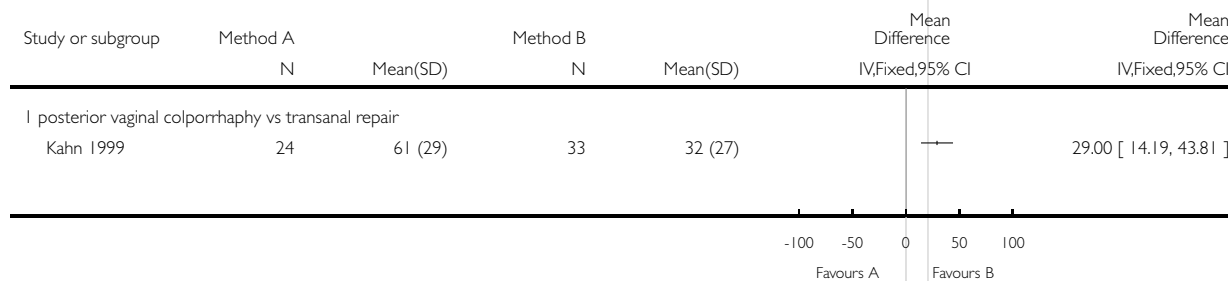 Mean Mean
Study or subgroup Method A Method B Difference Difference
N Mean(SD) N Mean(SD) IV,Fixed,95% CI IV,Fixed,95% CI
1 posterior vaginal colporrhaphy vs transanal repair
Kahn 1999 24 61 (29) 33 32 (27) 29.00 [ 14.19, 43.81 ]
-100 -50 0 50 100
Favours A Favours B